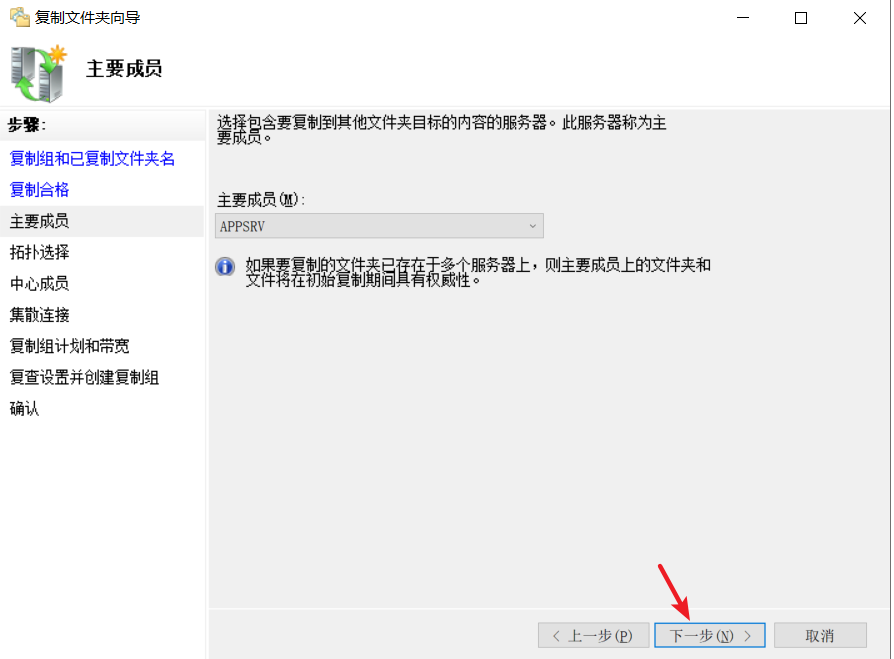 复制文件夹向导
主要成员
步骤:
复制组和已复制文件夹名
复制合格
主要成员
拓扑选择
中心成员
集散连接
复制组计划和带宽
复查设置并创建复制组
确认
选择包含要复制到其他文件夹目标的内容的服务器。此服务器称为主
要成员。
主要成员(M):
APPSRV
如果要复制的文件夹已存在于多个服务器上，则主要成员上的文件夹和
文件将在初始复制期间具有权威性。
< 上一步(P)
下一步(N) >
取消